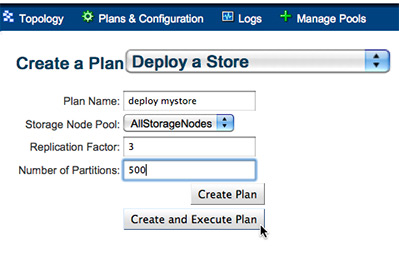 Topology Plans & Configuration Logs Manage Pools
Create a Plan Deploy a Store
Plan Name: deploy mystore
Storage Node Pool: AllStorageNodes
Replication Factor: 3
Number of Partitions: 500
Create Plan
Create and Execute Plan